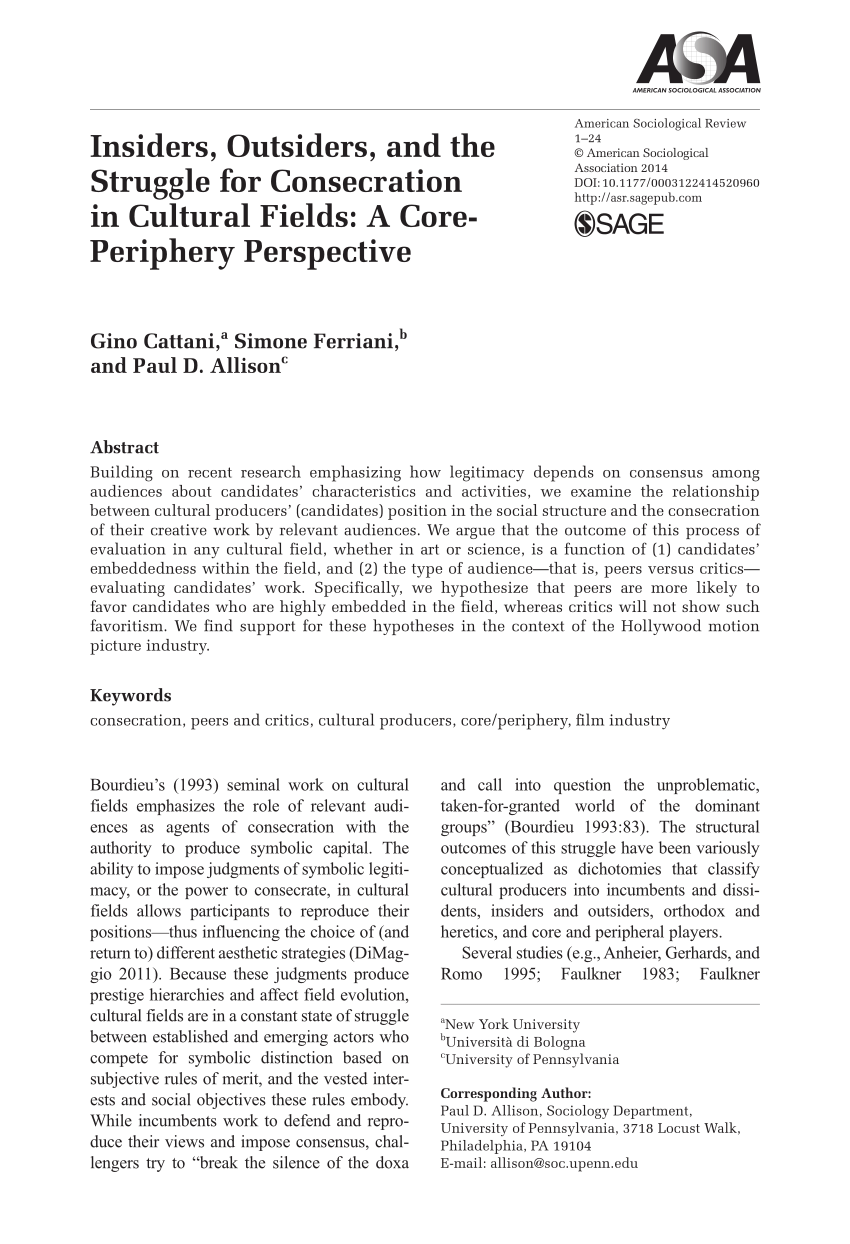 ASA
AMERICAN SOCIOLOGICAL ASSOCIATION
American Sociological Review
1–24
© American Sociological
Association 2014
DOI: 10.1177/0003122414520960
http://asr.sagepub.com
SAGE
Insiders, Outsiders, and the
Struggle for Consecration
in Cultural Fields: A Core-
Periphery Perspective
Gino Cattani,a Simone Ferriani,b
and Paul D. Allisonc
Abstract
Building on recent research emphasizing how legitimacy depends on consensus among
audiences about candidates’ characteristics and activities, we examine the relationship
between cultural producers’ (candidates) position in the social structure and the consecration
of their creative work by relevant audiences. We argue that the outcome of this process of
evaluation in any cultural field, whether in art or science, is a function of (1) candidates’
embeddedness within the field, and (2) the type of audience—that is, peers versus critics—
evaluating candidates’ work. Specifically, we hypothesize that peers are more likely to
favor candidates who are highly embedded in the field, whereas critics will not show such
favoritism. We find support for these hypotheses in the context of the Hollywood motion
picture industry.
Keywords
consecration, peers and critics, cultural producers, core/periphery, film industry
Bourdieu’s (1993) seminal work on cultural
fields emphasizes the role of relevant audi-
ences as agents of consecration with the
authority to produce symbolic capital. The
ability to impose judgments of symbolic legiti-
macy, or the power to consecrate, in cultural
fields allows participants to reproduce their
positions—thus influencing the choice of (and
return to) different aesthetic strategies (DiMag-
gio 2011). Because these judgments produce
prestige hierarchies and affect field evolution,
cultural fields are in a constant state of struggle
between established and emerging actors who
compete for symbolic distinction based on
subjective rules of merit, and the vested inter-
ests and social objectives these rules embody.
While incumbents work to defend and repro-
duce their views and impose consensus, chal-
lengers try to “break the silence of the doxa
and call into question the unproblematic,
taken-for-granted world of the dominant
groups” (Bourdieu 1993:83). The structural
outcomes of this struggle have been variously
conceptualized as dichotomies that classify
cultural producers into incumbents and dissi-
dents, insiders and outsiders, orthodox and
heretics, and core and peripheral players.
Several studies (e.g., Anheier, Gerhards, and
Romo 1995; Faulkner 1983; Faulkner
aNew York University
bUniversità di Bologna
cUniversity of Pennsylvania
Corresponding Author:
Paul D. Allison, Sociology Department,
University of Pennsylvania, 3718 Locust Walk,
Philadelphia, PA 19104
E-mail: allison@soc.upenn.edu